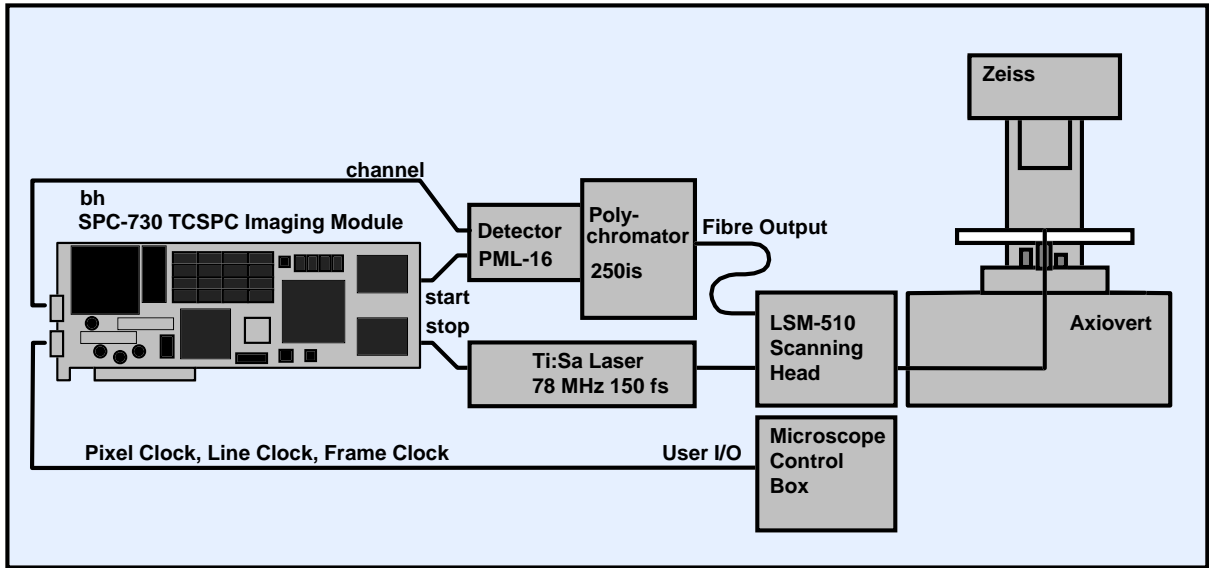 Zeiss
channel
bh
SPC-730 TCSPC Imaging Module
Detector
PML-16
Poly-
chromator
250is
Fibre Output
start
stop
LSM-510
Scanning
Head
Axiovert
Ti:Sa Laser
78 MHz 150 fs
Pixel Clock, Line Clock, Frame Clock
User I/O
Microscope
Control
Box